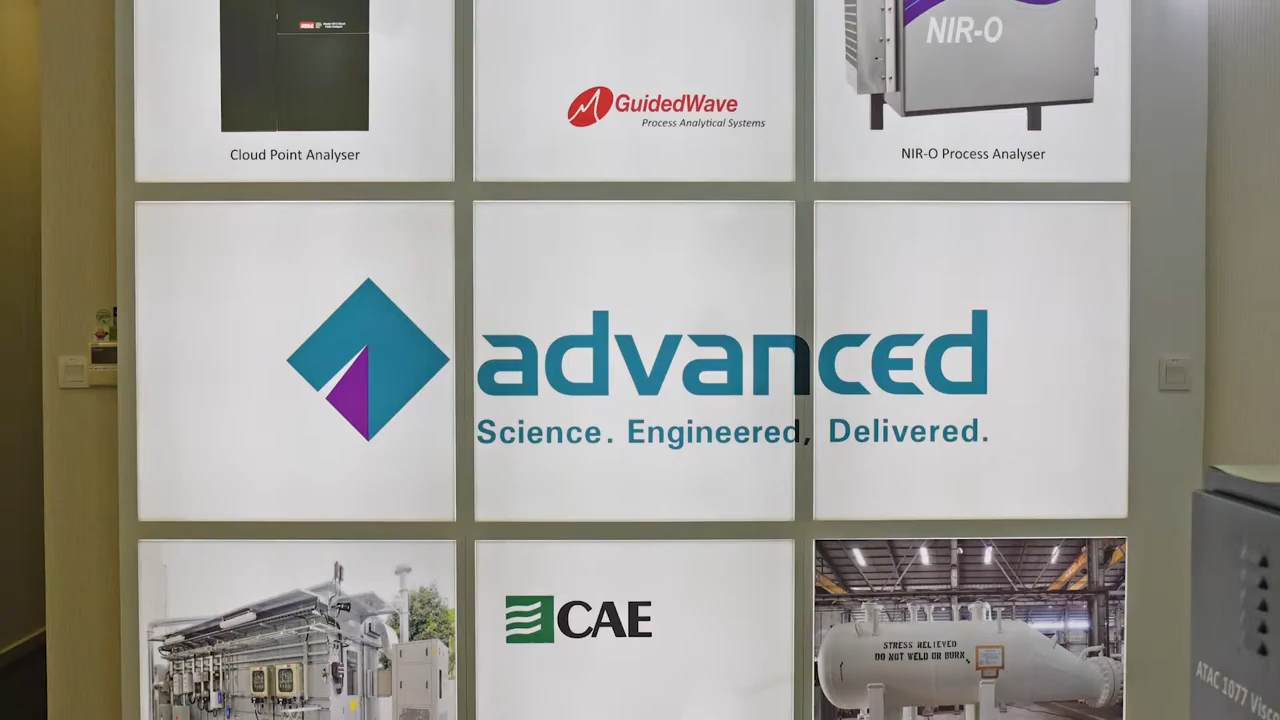 NIR-O
GuidedWave
Process Analytical Systems
Cloud Point Analyser
NIR-O Process Analyser
advanced
Science. Engineered, Delivered.
CAE
STRESS RELIEVED
DO NOT WELD OR BURN
ATAC 1077 Visc